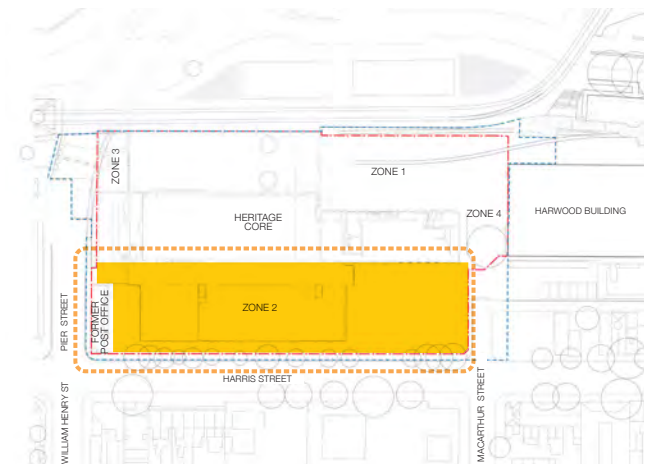 ZONE 3
ZONE 1
HERITAGE
CORE
ZONE 4
HARWOOD BUILDING
ZONE 2
FORMER
POST OFFICE
PIER STREET
HARRIS STREET
WILLIAM HENRY ST
MACARTHUR STREET